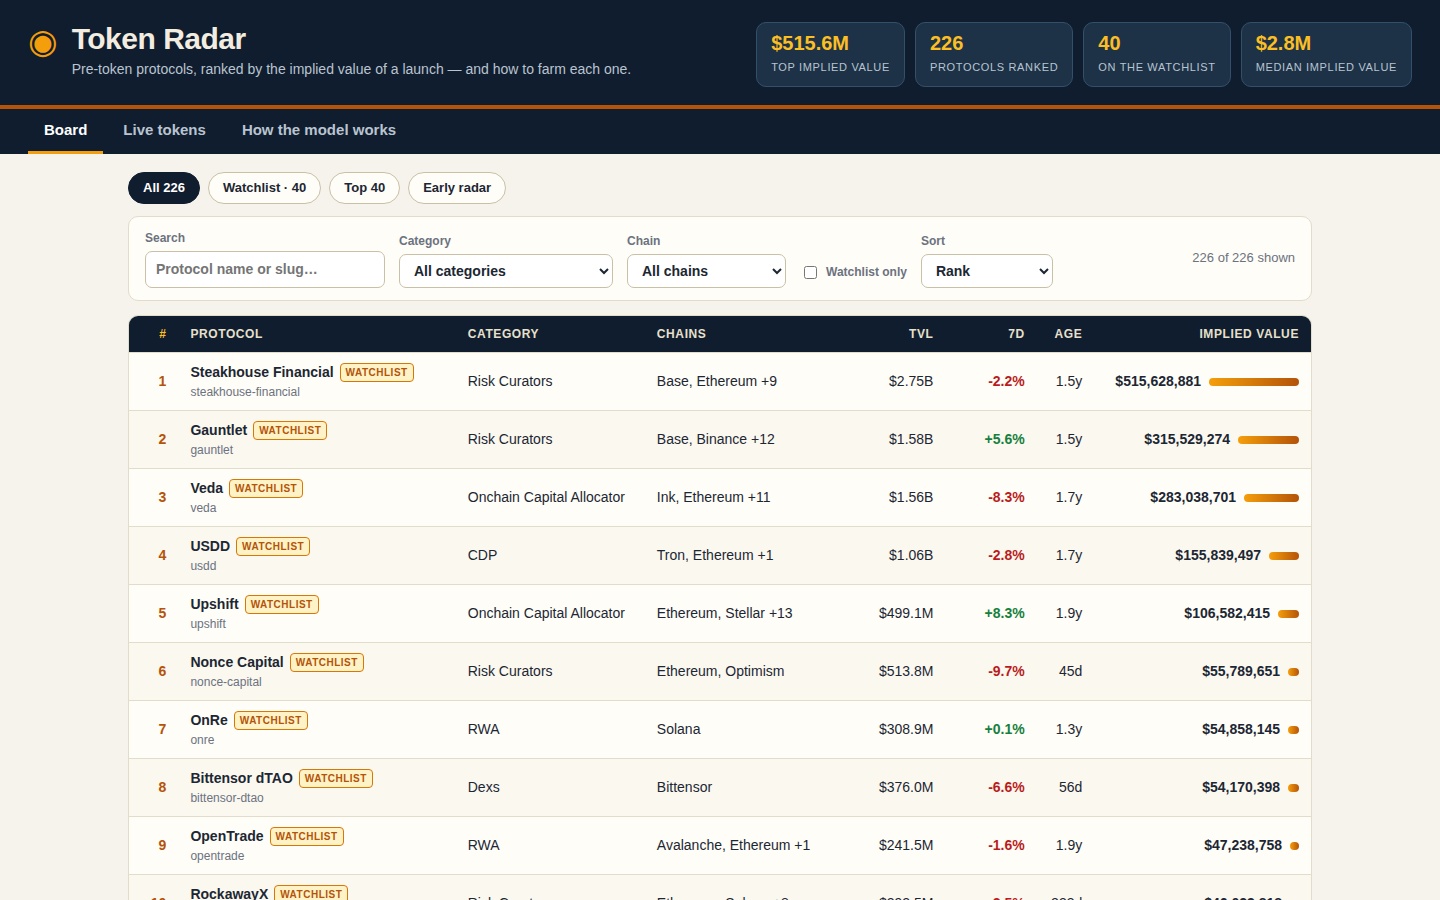 Token Radar
Pre-token protocols, ranked by the implied value of a launch — and how to farm each one.
$515.6M
TOP IMPLIED VALUE
226
PROTOCOLS RANKED
40
ON THE WATCHLIST
$2.8M
MEDIAN IMPLIED VALUE
Board Live tokens How the model works
All 226 Watchlist · 40 Top 40 Early radar
Search Category Chain Sort
Protocol name or slug… All categories All chains Watchlist only Rank 226 of 226 shown
# PROTOCOL CATEGORY CHAINS TVL 7D AGE IMPLIED VALUE
1 Steakhouse Financial WATCHLIST Risk Curators Base, Ethereum +9 $2.75B -2.2% 1.5y $515,628,881
steakhouse-financial
2 Gauntlet WATCHLIST Risk Curators Base, Binance +12 $1.58B +5.6% 1.5y $315,529,274
gauntlet
3 Veda WATCHLIST Onchain Capital Allocator Ink, Ethereum +11 $1.56B -8.3% 1.7y $283,038,701
veda
4 USDD WATCHLIST CDP Tron, Ethereum +1 $1.06B -2.8% 1.7y $155,839,497
usdd
5 Upshift WATCHLIST Onchain Capital Allocator Ethereum, Stellar +13 $499.1M +8.3% 1.9y $106,582,415
upshift
6 Nonce Capital WATCHLIST Risk Curators Ethereum, Optimism $513.8M -9.7% 45d $55,789,651
nonce-capital
7 OnRe WATCHLIST RWA Solana $308.9M +0.1% 1.3y $54,858,145
onre
8 Bittensor dTAO WATCHLIST Dexs Bittensor $376.0M -6.6% 56d $54,170,398
bittensor-dtao
9 OpenTrade WATCHLIST RWA Avalanche, Ethereum +1 $241.5M -1.6% 1.9y $47,238,758
opentrade
RockawayX WATCHLIST